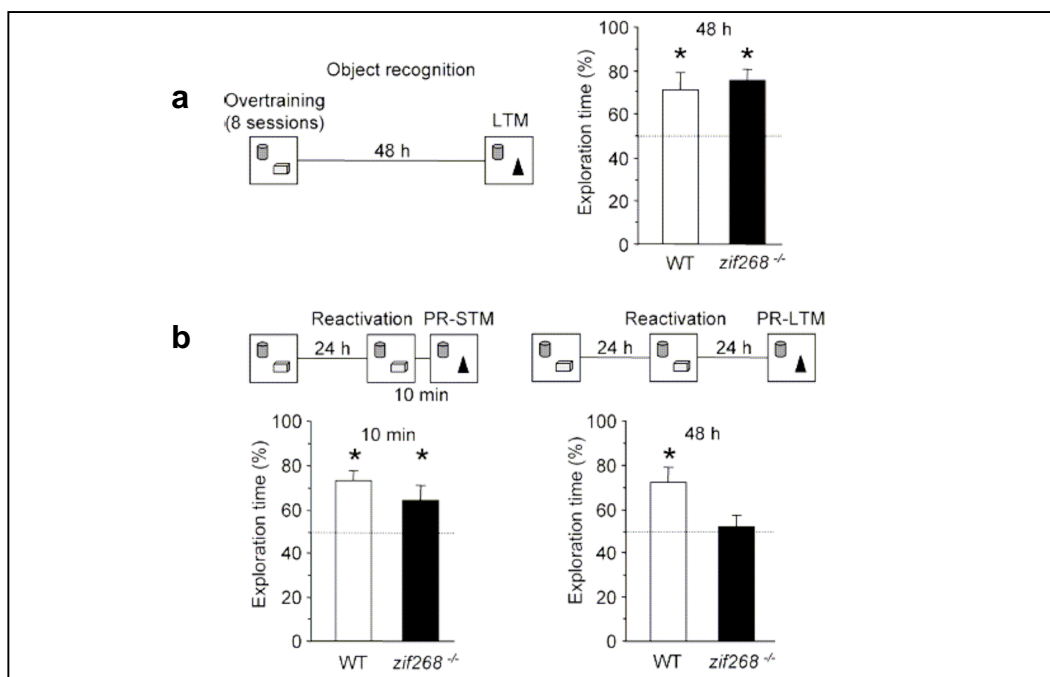 a
Object recognition
Overtraining
(8 sessions)
48 h
LTM
Exploration time (%)
48 h
100
80
60
40
20
0
* *
WT zif268 -/-
b
Reactivation PR-STM
24 h
10 min
Reactivation PR-LTM
24 h 24 h
Exploration time (%)
10 min
100
80
60
40
20
0
* *
WT zif268 -/-
Exploration time (%)
48 h
100
80
60
40
20
0
*
WT zif268 -/-